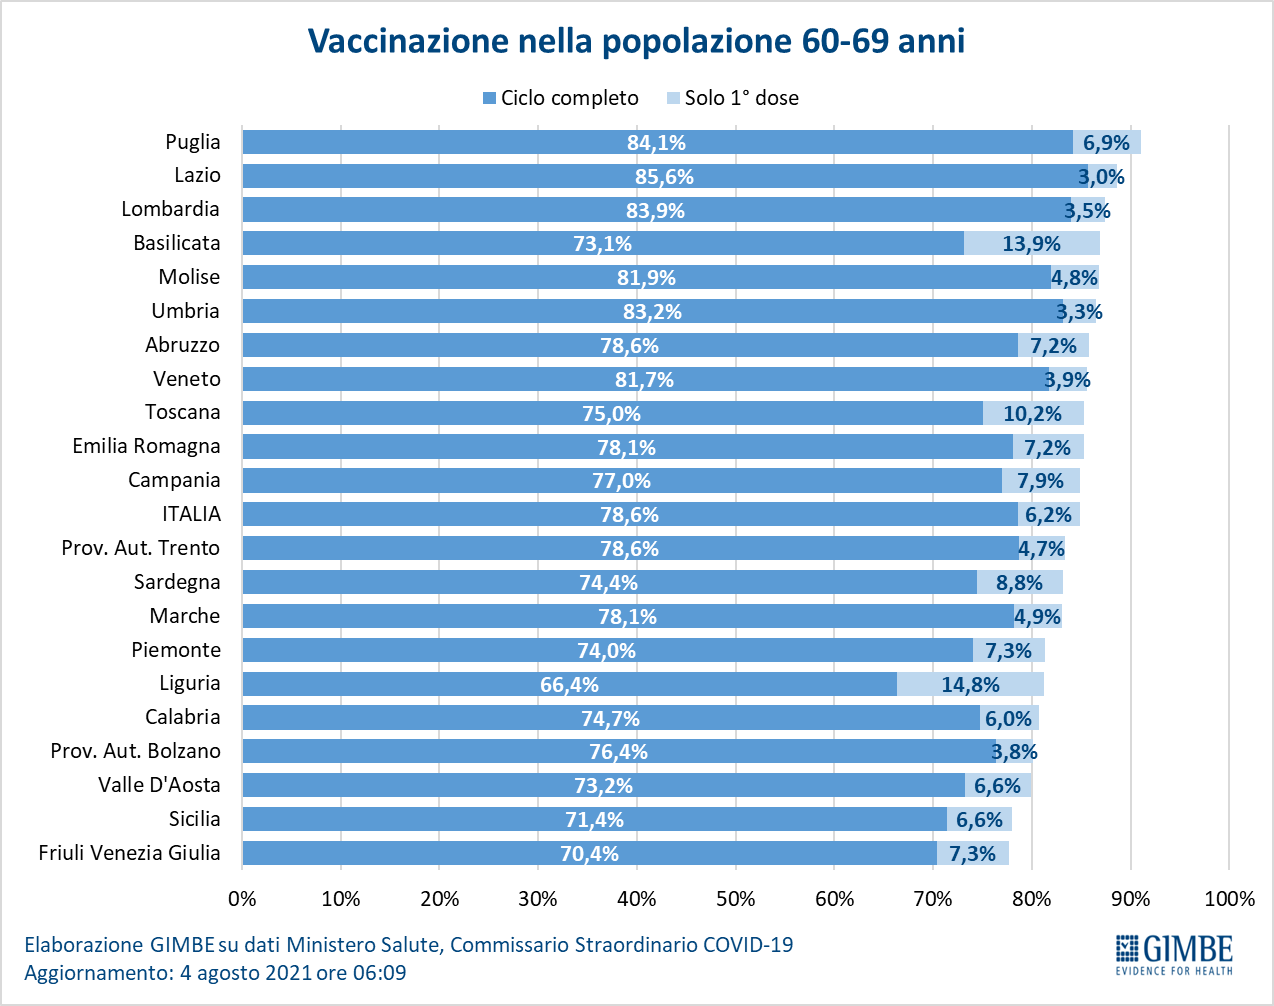 Vaccinazione nella popolazione 60-69 anni
Ciclo completo Solo 1° dose
Puglia 84,1% 6,9%
Lazio 85,6% 3,0%
Lombardia 83,9% 3,5%
Basilicata 73,1% 13,9%
Molise 81,9% 4,8%
Umbria 83,2% 3,3%
Abruzzo 78,6% 7,2%
Veneto 81,7% 3,9%
Toscana 75,0% 10,2%
Emilia Romagna 78,1% 7,2%
Campania 77,0% 7,9%
ITALIA 78,6% 6,2%
Prov. Aut. Trento 78,6% 4,7%
Sardegna 74,4% 8,8%
Marche 78,1% 4,9%
Piemonte 74,0% 7,3%
Liguria 66,4% 14,8%
Calabria 74,7% 6,0%
Prov. Aut. Bolzano 76,4% 3,8%
Valle D'Aosta 73,2% 6,6%
Sicilia 71,4% 6,6%
Friuli Venezia Giulia 70,4% 7,3%
0% 10% 20% 30% 40% 50% 60% 70% 80% 90% 100%
Elaborazione GIMBE su dati Ministero Salute, Commissario Straordinario COVID-19
Aggiornamento: 4 agosto 2021 ore 06:09
GIMBE
EVIDENCE FOR HEALTH